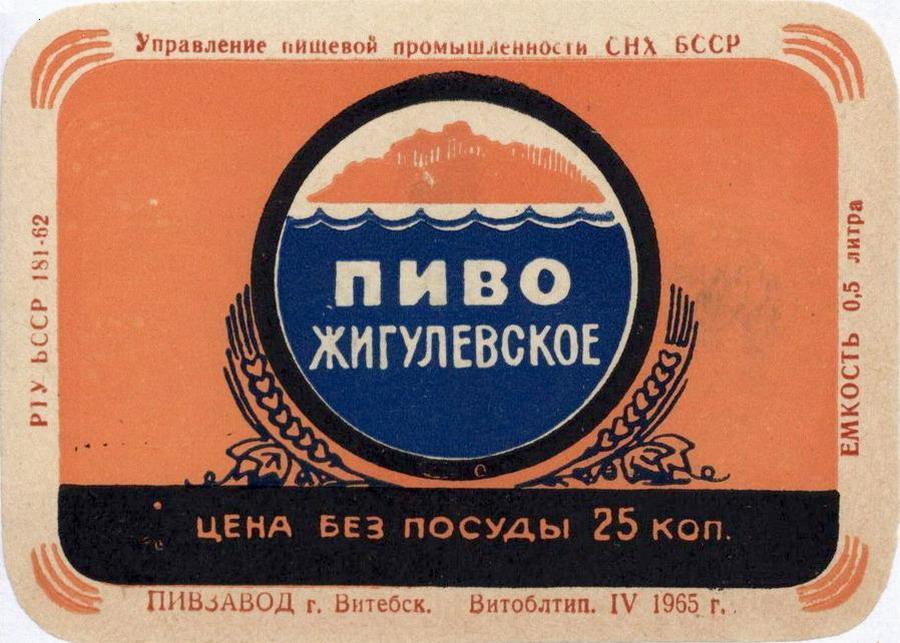 Управление пищевой промышленности СНХ БССР
РТУ БССР 181-62
ПИВО
ЖИГУЛЕВСКОЕ
ЕМКОСТЬ 0,5 литра
ЦЕНА БЕЗ ПОСУДЫ 25 коп.
ПИВЗАВОД г. Витебск. Витоблтип. IV 1965 г.